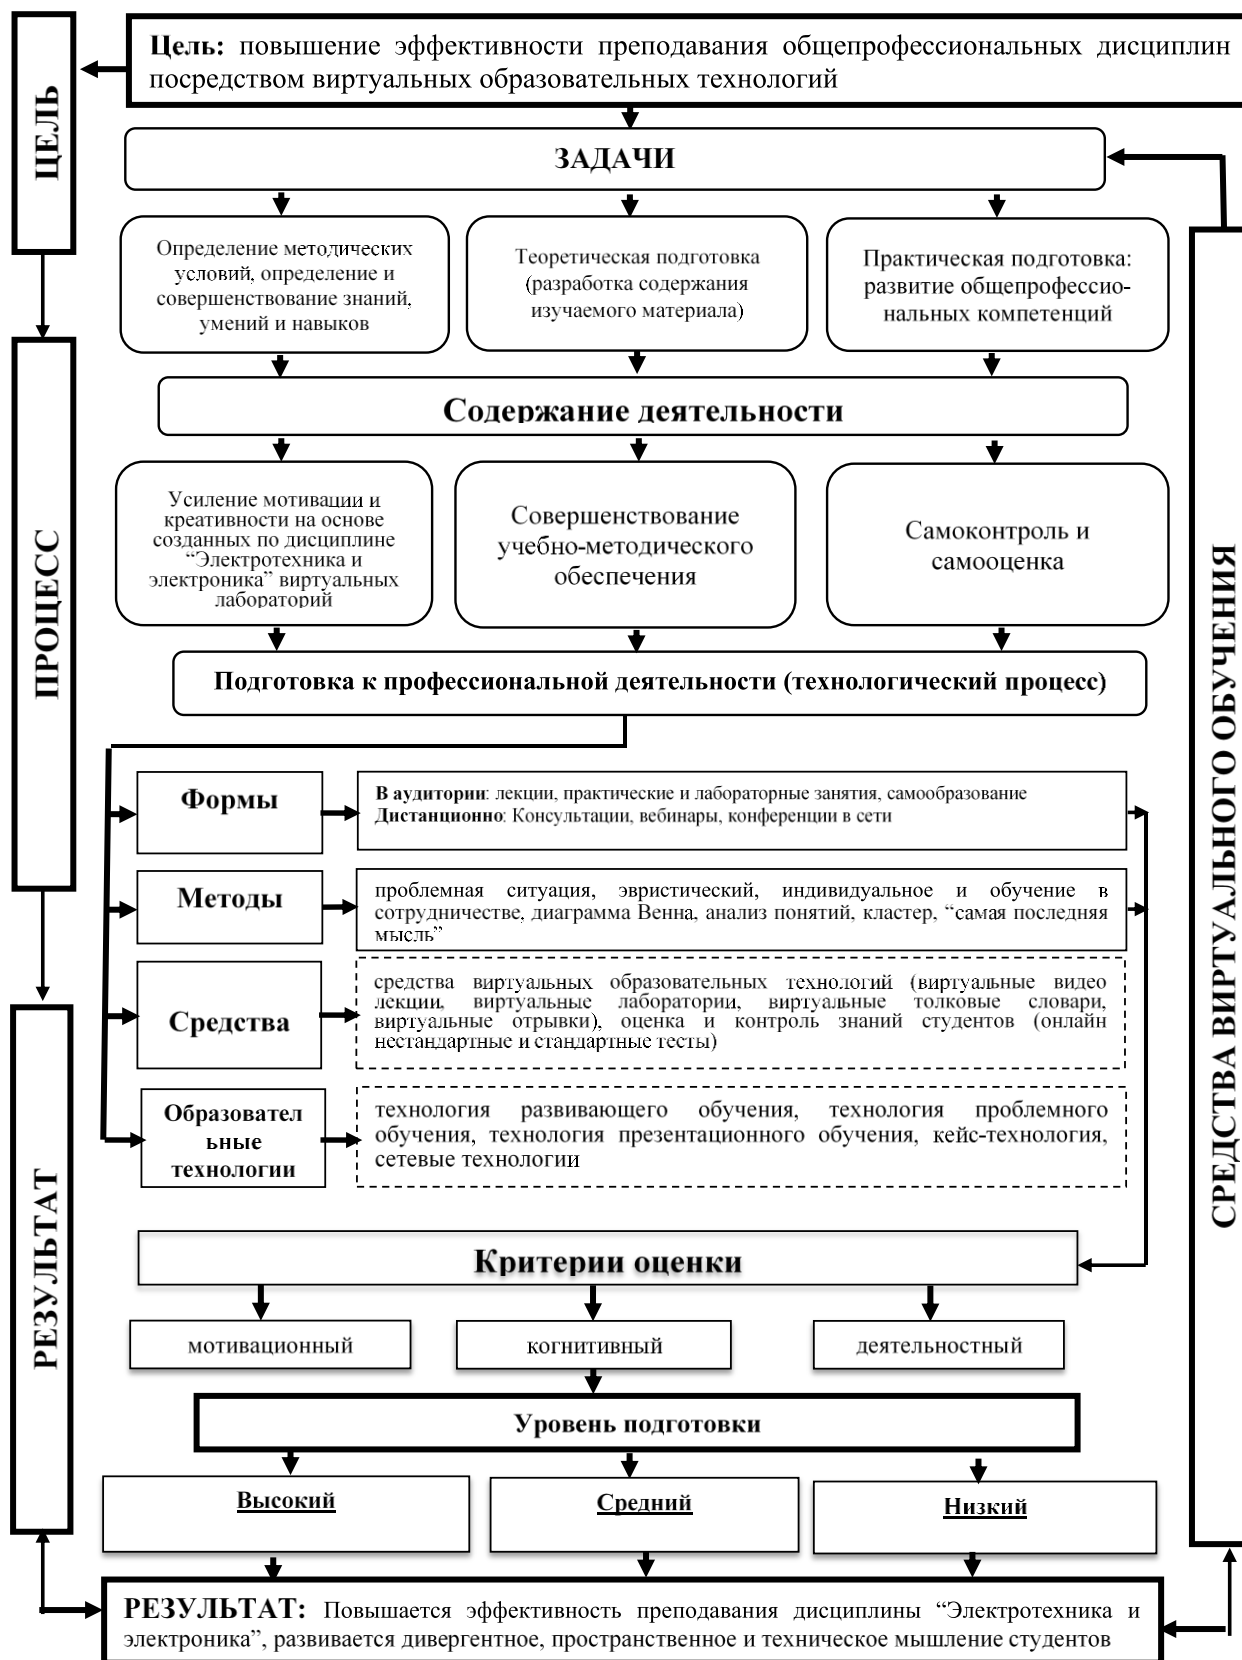 Цель: повышение эффективности преподавания общепрофессиональных дисциплин
посредством виртуальных образовательных технологий
ЦЕЛЬ
ЗАДАЧИ
Определение методических
условий, определение и
совершенствование знаний,
умений и навыков
Теоретическая подготовка
(разработка содержания
изучаемого материала)
Практическая подготовка:
развитие общепрофессио-
нальных компетенций
ПРОЦЕСС
Содержание деятельности
Усиление мотивации и
креативности на основе
созданных по дисциплине
“Электротехника и
электроника” виртуальных
лабораторий
Совершенствование
учебно-методического
обеспечения
Самоконтроль и
самооценка
СРЕДСТВА ВИРТУАЛЬНОГО ОБУЧЕНИЯ
Подготовка к профессиональной деятельности (технологический процесс)
Формы
В аудитории: лекции, практические и лабораторные занятия, самообразование
Дистанционно: Консультации, вебинары, конференции в сети
Методы
проблемная ситуация, эвристический, индивидуальное и обучение в
сотрудничестве, диаграмма Венна, анализ понятий, кластер, “самая последняя
мысль”
Средства
средства виртуальных образовательных технологий (виртуальные видео
лекции, виртуальные лаборатории, виртуальные толковые словари,
виртуальные отрывки), оценка и контроль знаний студентов (онлайн
нестандартные и стандартные тесты)
Образовател
ьные
технологии
технология развивающего обучения, технология проблемного
обучения, технология презентационного обучения, кейс-технология,
сетевые технологии
РЕЗУЛЬТАТ
Критерии оценки
мотивационный
когнитивный
деятельностный
Уровень подготовки
Высокий
Средний
Низкий
РЕЗУЛЬТАТ: Повышается эффективность преподавания дисциплины “Электротехника и
электроника”, развивается дивергентное, пространственное и техническое мышление студентов